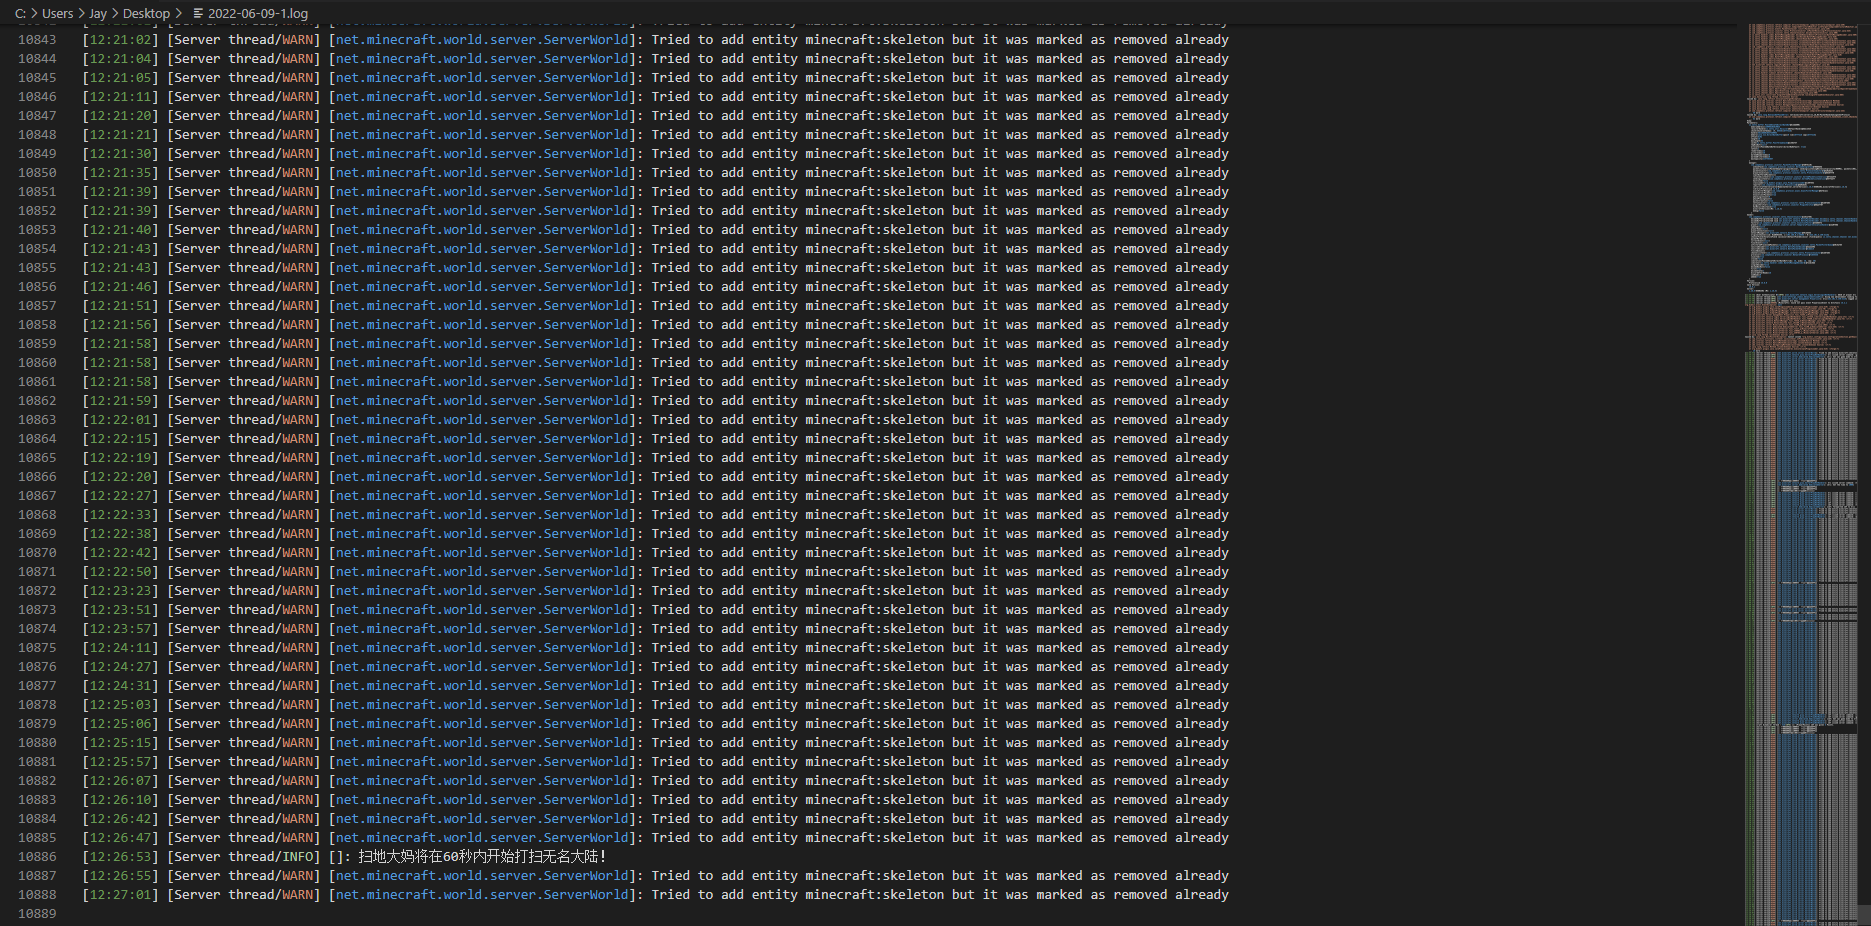 C: > Users > Jay > Desktop > 2022-06-09-1.log
10843 [12:21:02] [Server thread/WARN] [net.minecraft.world.server.ServerWorld]: Tried to add entity minecraft:skeleton but it was marked as removed already
10844 [12:21:04] [Server thread/WARN] [net.minecraft.world.server.ServerWorld]: Tried to add entity minecraft:skeleton but it was marked as removed already
10845 [12:21:05] [Server thread/WARN] [net.minecraft.world.server.ServerWorld]: Tried to add entity minecraft:skeleton but it was marked as removed already
10846 [12:21:11] [Server thread/WARN] [net.minecraft.world.server.ServerWorld]: Tried to add entity minecraft:skeleton but it was marked as removed already
10847 [12:21:20] [Server thread/WARN] [net.minecraft.world.server.ServerWorld]: Tried to add entity minecraft:skeleton but it was marked as removed already
10848 [12:21:21] [Server thread/WARN] [net.minecraft.world.server.ServerWorld]: Tried to add entity minecraft:skeleton but it was marked as removed already
10849 [12:21:30] [Server thread/WARN] [net.minecraft.world.server.ServerWorld]: Tried to add entity minecraft:skeleton but it was marked as removed already
10850 [12:21:35] [Server thread/WARN] [net.minecraft.world.server.ServerWorld]: Tried to add entity minecraft:skeleton but it was marked as removed already
10851 [12:21:39] [Server thread/WARN] [net.minecraft.world.server.ServerWorld]: Tried to add entity minecraft:skeleton but it was marked as removed already
10852 [12:21:39] [Server thread/WARN] [net.minecraft.world.server.ServerWorld]: Tried to add entity minecraft:skeleton but it was marked as removed already
10853 [12:21:40] [Server thread/WARN] [net.minecraft.world.server.ServerWorld]: Tried to add entity minecraft:skeleton but it was marked as removed already
10854 [12:21:43] [Server thread/WARN] [net.minecraft.world.server.ServerWorld]: Tried to add entity minecraft:skeleton but it was marked as removed already
10855 [12:21:43] [Server thread/WARN] [net.minecraft.world.server.ServerWorld]: Tried to add entity minecraft:skeleton but it was marked as removed already
10856 [12:21:46] [Server thread/WARN] [net.minecraft.world.server.ServerWorld]: Tried to add entity minecraft:skeleton but it was marked as removed already
10857 [12:21:51] [Server thread/WARN] [net.minecraft.world.server.ServerWorld]: Tried to add entity minecraft:skeleton but it was marked as removed already
10858 [12:21:56] [Server thread/WARN] [net.minecraft.world.server.ServerWorld]: Tried to add entity minecraft:skeleton but it was marked as removed already
10859 [12:21:58] [Server thread/WARN] [net.minecraft.world.server.ServerWorld]: Tried to add entity minecraft:skeleton but it was marked as removed already
10860 [12:21:58] [Server thread/WARN] [net.minecraft.world.server.ServerWorld]: Tried to add entity minecraft:skeleton but it was marked as removed already
10861 [12:21:58] [Server thread/WARN] [net.minecraft.world.server.ServerWorld]: Tried to add entity minecraft:skeleton but it was marked as removed already
10862 [12:21:59] [Server thread/WARN] [net.minecraft.world.server.ServerWorld]: Tried to add entity minecraft:skeleton but it was marked as removed already
10863 [12:22:01] [Server thread/WARN] [net.minecraft.world.server.ServerWorld]: Tried to add entity minecraft:skeleton but it was marked as removed already
10864 [12:22:15] [Server thread/WARN] [net.minecraft.world.server.ServerWorld]: Tried to add entity minecraft:skeleton but it was marked as removed already
10865 [12:22:19] [Server thread/WARN] [net.minecraft.world.server.ServerWorld]: Tried to add entity minecraft:skeleton but it was marked as removed already
10866 [12:22:20] [Server thread/WARN] [net.minecraft.world.server.ServerWorld]: Tried to add entity minecraft:skeleton but it was marked as removed already
10867 [12:22:27] [Server thread/WARN] [net.minecraft.world.server.ServerWorld]: Tried to add entity minecraft:skeleton but it was marked as removed already
10868 [12:22:33] [Server thread/WARN] [net.minecraft.world.server.ServerWorld]: Tried to add entity minecraft:skeleton but it was marked as removed already
10869 [12:22:38] [Server thread/WARN] [net.minecraft.world.server.ServerWorld]: Tried to add entity minecraft:skeleton but it was marked as removed already
10870 [12:22:42] [Server thread/WARN] [net.minecraft.world.server.ServerWorld]: Tried to add entity minecraft:skeleton but it was marked as removed already
10871 [12:22:50] [Server thread/WARN] [net.minecraft.world.server.ServerWorld]: Tried to add entity minecraft:skeleton but it was marked as removed already
10872 [12:23:23] [Server thread/WARN] [net.minecraft.world.server.ServerWorld]: Tried to add entity minecraft:skeleton but it was marked as removed already
10873 [12:23:51] [Server thread/WARN] [net.minecraft.world.server.ServerWorld]: Tried to add entity minecraft:skeleton but it was marked as removed already
10874 [12:23:57] [Server thread/WARN] [net.minecraft.world.server.ServerWorld]: Tried to add entity minecraft:skeleton but it was marked as removed already
10875 [12:24:11] [Server thread/WARN] [net.minecraft.world.server.ServerWorld]: Tried to add entity minecraft:skeleton but it was marked as removed already
10876 [12:24:27] [Server thread/WARN] [net.minecraft.world.server.ServerWorld]: Tried to add entity minecraft:skeleton but it was marked as removed already
10877 [12:24:31] [Server thread/WARN] [net.minecraft.world.server.ServerWorld]: Tried to add entity minecraft:skeleton but it was marked as removed already
10878 [12:25:03] [Server thread/WARN] [net.minecraft.world.server.ServerWorld]: Tried to add entity minecraft:skeleton but it was marked as removed already
10879 [12:25:06] [Server thread/WARN] [net.minecraft.world.server.ServerWorld]: Tried to add entity minecraft:skeleton but it was marked as removed already
10880 [12:25:15] [Server thread/WARN] [net.minecraft.world.server.ServerWorld]: Tried to add entity minecraft:skeleton but it was marked as removed already
10881 [12:25:57] [Server thread/WARN] [net.minecraft.world.server.ServerWorld]: Tried to add entity minecraft:skeleton but it was marked as removed already
10882 [12:26:07] [Server thread/WARN] [net.minecraft.world.server.ServerWorld]: Tried to add entity minecraft:skeleton but it was marked as removed already
10883 [12:26:10] [Server thread/WARN] [net.minecraft.world.server.ServerWorld]: Tried to add entity minecraft:skeleton but it was marked as removed already
10884 [12:26:42] [Server thread/WARN] [net.minecraft.world.server.ServerWorld]: Tried to add entity minecraft:skeleton but it was marked as removed already
10885 [12:26:47] [Server thread/WARN] [net.minecraft.world.server.ServerWorld]: Tried to add entity minecraft:skeleton but it was marked as removed already
10886 [12:26:53] [Server thread/INFO] []: 扫地大妈将在60秒内开始打扫无名大陆!
10887 [12:26:55] [Server thread/WARN] [net.minecraft.world.server.ServerWorld]: Tried to add entity minecraft:skeleton but it was marked as removed already
10888 [12:27:01] [Server thread/WARN] [net.minecraft.world.server.ServerWorld]: Tried to add entity minecraft:skeleton but it was marked as removed already
10889